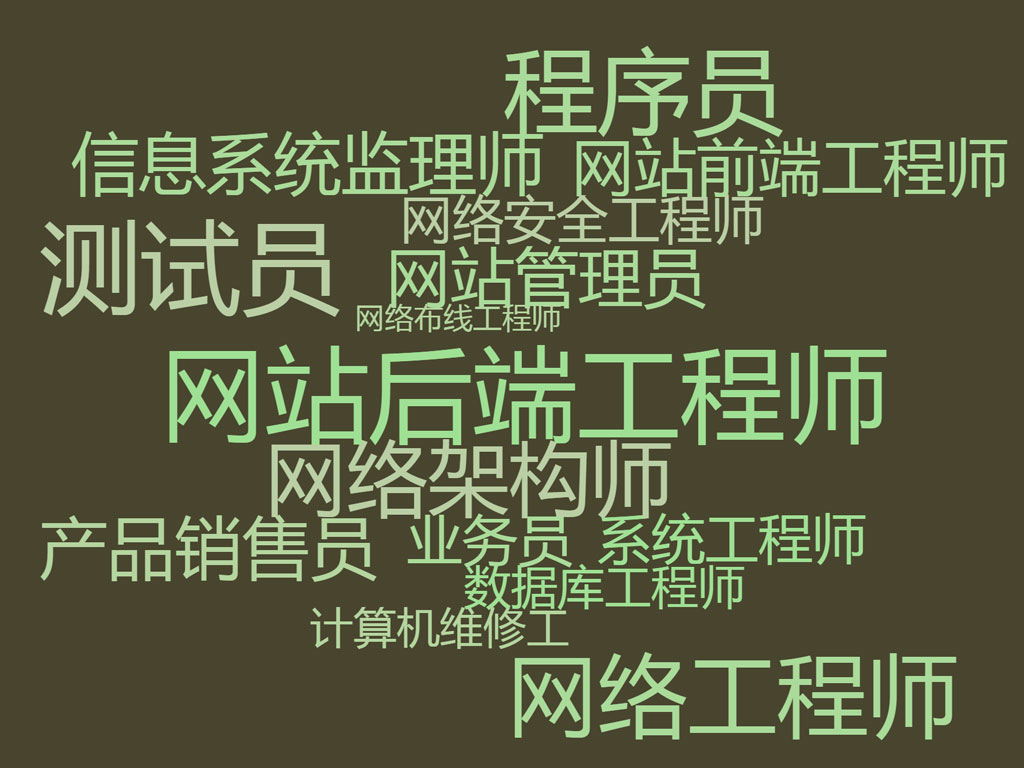 程序员
信息系统监理师
网站前端工程师
网络安全工程师
测试员
网站管理员
网络布线工程师
网站后端工程师
网络架构师
产品销售员
业务员
系统工程师
数据库工程师
计算机维修工
网络工程师